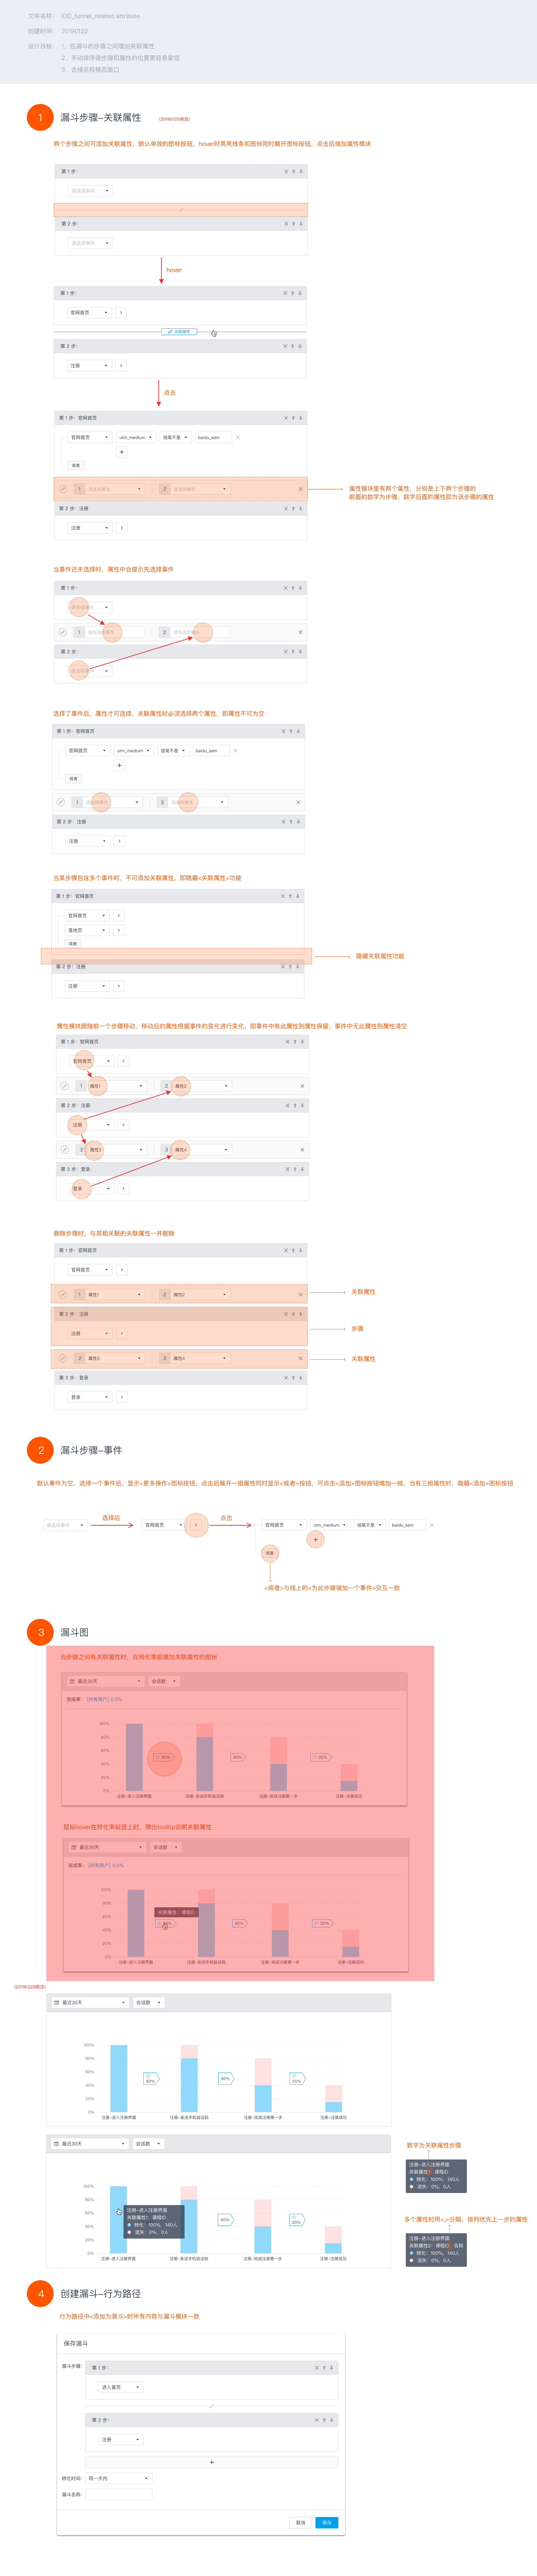 文件名称： IDD_funnel_related attribute
创建时间： 20190122
设计目标： 1、在漏斗的步骤之间增加关联属性
2、手动排序使步骤和属性的位置更容易掌控
3、去掉名称模态窗口
1 漏斗步骤-关联属性 (20190125修改)
两个步骤之间可添加关联属性，默认单独的图标按钮，hover时高亮线条和图标同时展开图标按钮，点击后增加属性模块
第 1 步：
请选择事件
第 2 步：
请选择事件
hover
第 1 步：
官网首页
关联属性
第 2 步：
注册
点击
第 1 步：官网首页
官网首页 utm_medium 结尾不是 baidu_sem
或者
1 请选择属性 2 请选择属性
属性模块里有两个属性，分别是上下两个步骤的
前面的数字为步骤，数字后面的属性即为该步骤的属性
第 2 步：注册
注册
当事件还未选择时，属性中会提示先选择事件
第 1 步：
请选择事件
1 请先选择事件 2 请先选择事件
第 2 步：
请选择事件
选择了事件后，属性才可选择，关联属性时必须选择两个属性，即属性不可为空
第 1 步：官网首页
官网首页 utm_medium 结尾不是 baidu_sem
或者
1 请选择属性 2 请选择属性
第 2 步：注册
注册
当某步骤包含多个事件时，不可添加关联属性，即隐藏<关联属性>功能
第 1 步：官网首页
官网首页
落地页
或者
隐藏关联属性功能
第 2 步：注册
注册
属性模块跟随前一个步骤移动，移动后的属性根据事件的变化进行变化，即事件中有此属性则属性保留，事件中无此属性则属性清空
第 1 步：官网首页
官网首页
1 属性1 2 属性2
第 2 步：注册
注册
2 属性3 3 属性4
第 3 步：登录
登录
删除步骤时，与其相关联的关联属性一并删除
第 1 步：官网首页
官网首页
1 属性1 2 属性2
关联属性
第 2 步：注册
注册
步骤
2 属性3 3 属性4
关联属性
第 3 步：登录
登录
2 漏斗步骤-事件
默认事件为空，选择一个事件后，显示<更多操作>图标按钮，点击后展开一组属性同时显示<或者>按钮，可点击<添加>图标按钮增加一组，当有三组属性时，隐藏<添加>图标按钮
请选择事件 选择后 官网首页 点击 官网首页 utm_medium 结尾不是 baidu_sem
或者
<或者>与线上的<为此步骤增加一个事件>交互一致
3 漏斗图
当步骤之间有关联属性时，在转化率前增加关联属性的图标
最近30天 会话数
完成率： [所有用户] 0.0%
100%
80%
60% 80% 40% 20%
40%
20%
0%
注册-进入注册界面 注册-发送手机验证码 注册-完成注册第一步 注册-注册成功
鼠标hover在转化率标签上时，弹出tooltip说明关联属性
最近30天 会话数
完成率： [所有用户] 0.0%
100%
80%
60% 关联属性： 课程ID
40% 20%
40%
20%
0%
注册-进入注册界面 注册-发送手机验证码 注册-完成注册第一步 注册-注册成功
(20190226修改)
最近30天 会话数
100%
80%
60% 80% 40% 20%
40%
20%
0%
注册-进入注册界面 注册-发送手机验证码 注册-完成注册第一步 注册-注册成功
最近30天 会话数
100%
80%
60%
40%
20%
0%
注册-进入注册界面
关联属性1：课程ID
转化：100%，140人
流失：0%，0人
40% 20%
注册-进入注册界面 注册-发送手机验证码 注册-完成注册第一步 注册-注册成功
数字为关联属性步骤
注册-进入注册界面
课程ID
转化：100%，140人
流失：0%，0人
多个属性时用<,>分隔，排列优先上一步的属性
注册-进入注册界面
名称
转化：100%，140人
流失：0%，0人
4 创建漏斗-行为路径
行为路径中<添加为漏斗>时所有内容与漏斗模块一致
保存漏斗
漏斗步骤： 第 1 步：
进入首页
第 2 步：
注册
转化时间： 同一天内
漏斗名称：
取消 保存